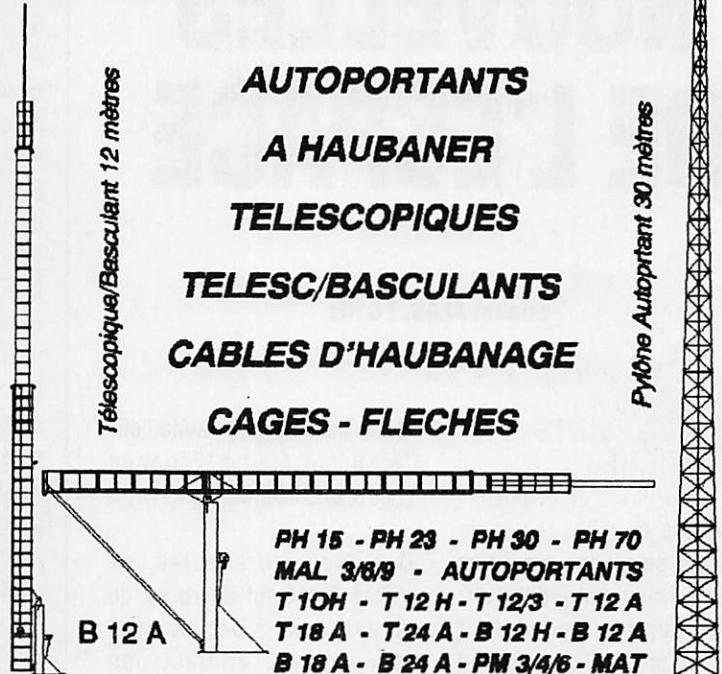 Télescopique/Basculant 12 mètres
AUTOPORTANTS
A HAUBANER
TELESCOPIQUES
TELESC/BASCULANTS
CABLES D'HAUBANAGE
CAGES - FLECHES
Pylône Autoprtant 30 mètres
PH 15 - PH 23 - PH 30 - PH 70
MAL 3/6/9 - AUTOPORTANTS
T 1OH - T 12 H - T 12/3 - T 12 A
T 18 A - T 24 A - B 12 H - B 12 A
B 18 A - B 24 A - PM 3/4/6 - MAT
B 12 A